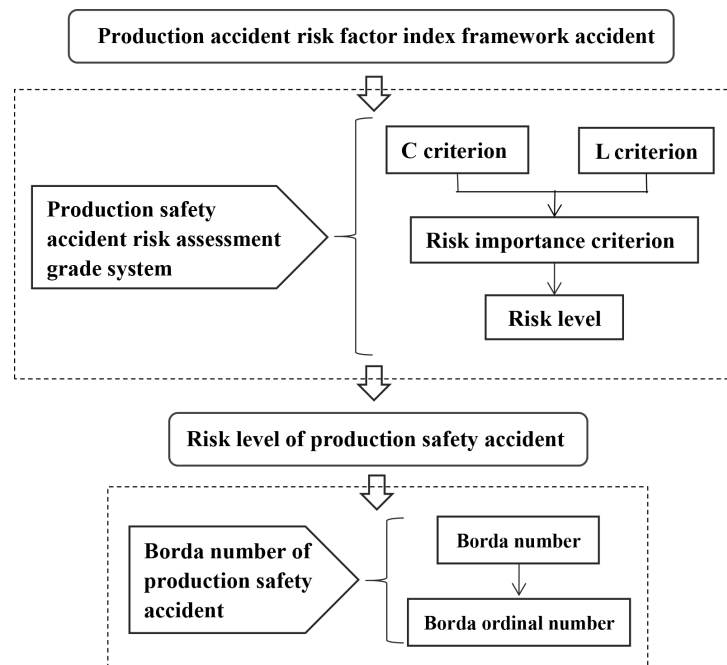 Production accident risk factor index framework accident
C criterion
L criterion
Production safety
accident risk assessment
grade system
Risk importance criterion
Risk level
Risk level of production safety accident
Borda number of
production safety
accident
Borda number
Borda ordinal number